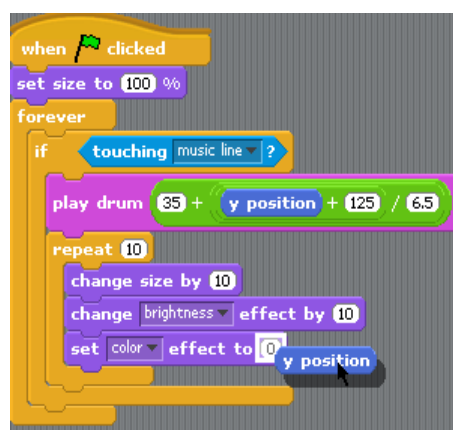 when clicked
set size to 100 %
forever
if touching music line ?
play drum 35 + y position + 125 / 6.5
repeat 10
change size by 10
change brightness effect by 10
set color effect to 0 y position